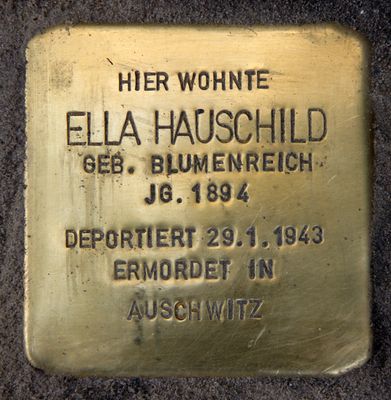 HIER WOHNTE
ELLA HAUSCHILD
GEB. BLUMENREICH
JG. 1894
DEPORTIERT 29.1.1943
ERMORDET IN
AUSCHWITZ